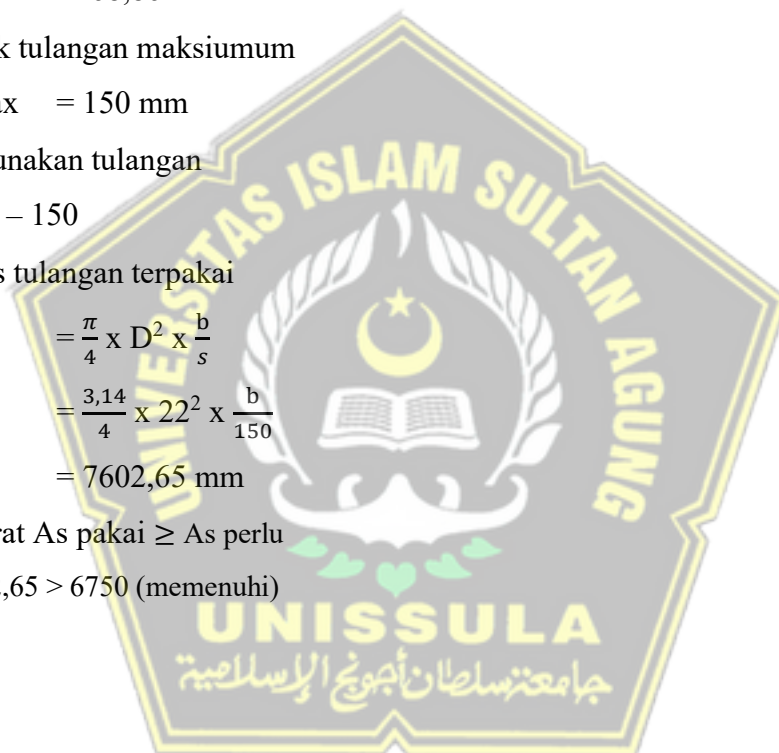 k tulangan maksiumum
ax = 150 mm
unakan tulangan
– 150
s tulangan terpakai
= π/4 x D² x b/s
= 3,14/4 x 22² x b/150
= 7602,65 mm
rat As pakai ≥ As perlu
,65 > 6750 (memenuhi)
UNIVERSITAS ISLAM SULTAN AGUNG
UNISSULA
جامعة سلطان أجونج الإسلامية